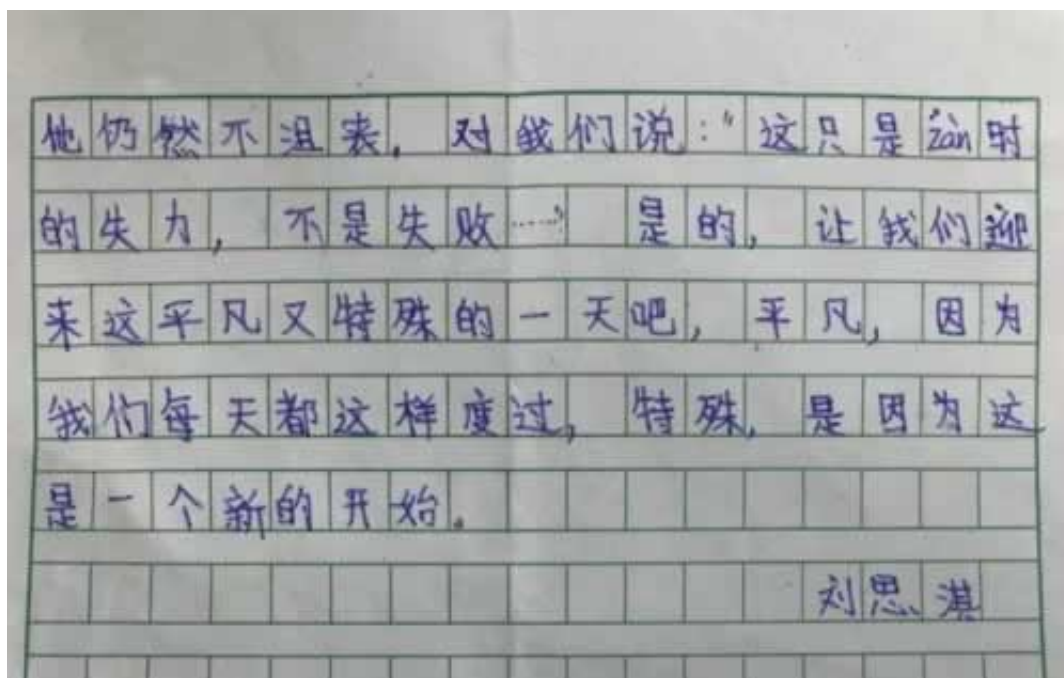 他仍然不沮丧，对我们说：“这只是zàn时
的失力，不是失败……”是的，让我们迎
来这平凡又特殊的一天吧，平凡，因为
我们每天都这样度过，特殊，是因为这
是一个新的开始。
刘思淇